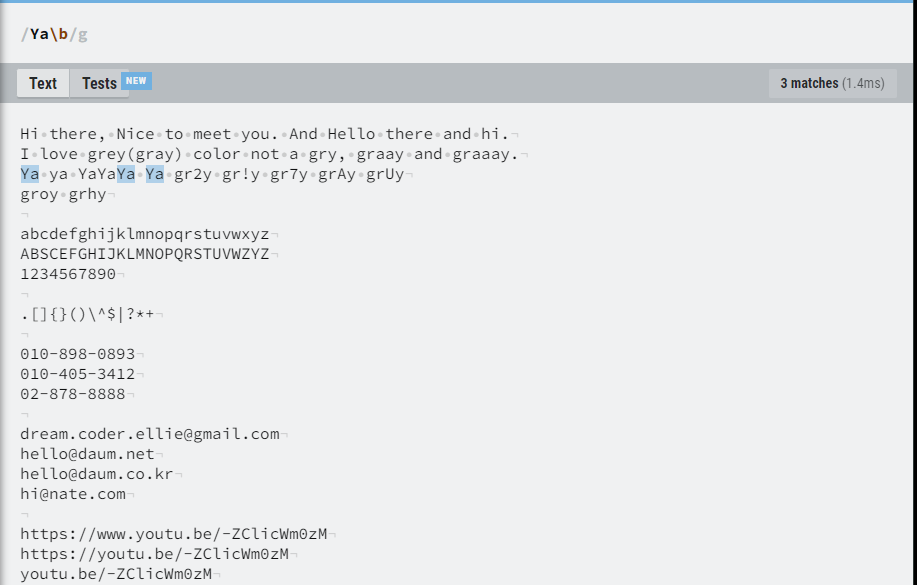 /Ya\b/g
Text Tests NEW 3 matches (1.4ms)
Hi there, Nice to meet you. And Hello there and hi.
I love grey(gray) color not a gry, graay and graaay.
Ya ya YaYaYa Ya gr2y gr!y gr7y grAy grUy
groy grhy
abcdefghijklmnopqrstuvwxyz
ABSCEFGHIJKLMNOPQRSTUVWZYZ
1234567890
.[]{}()\^$|?*+
010-898-0893
010-405-3412
02-878-8888
dream.coder.ellie@gmail.com
hello@daum.net
hello@daum.co.kr
hi@nate.com
https://www.youtu.be/-ZClicWm0zM
https://youtu.be/-ZClicWm0zM
youtu.be/-ZClicWm0zM